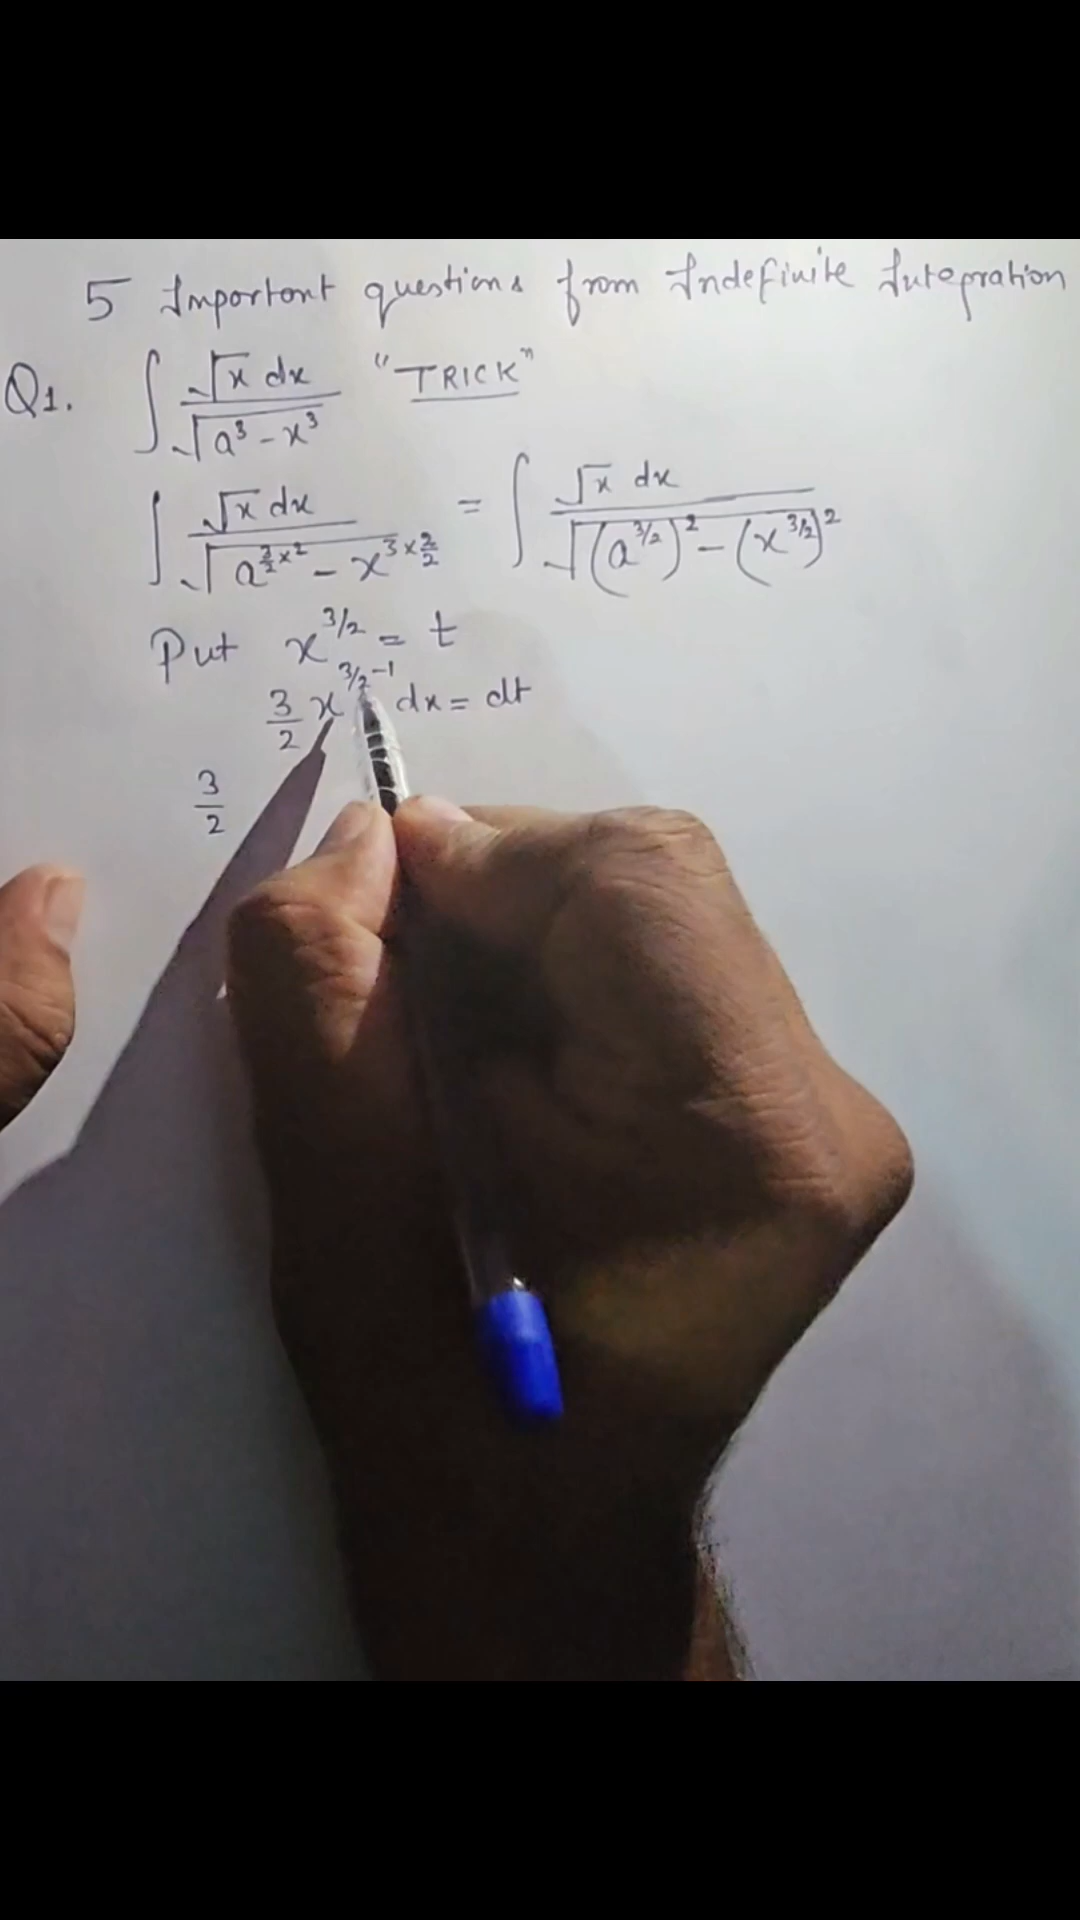 5 Important questions from Indefinite Integration
Q1. ∫ √x dx / √(a³ - x³) "TRICK"
∫ √x dx / √(a^(3/2 × 2) - x^(3 × 2/2)) = ∫ √x dx / √((a^(3/2))² - (x^(3/2))²)
Put x^(3/2) = t
3/2 x^(3/2 - 1) dx = dt
3/2